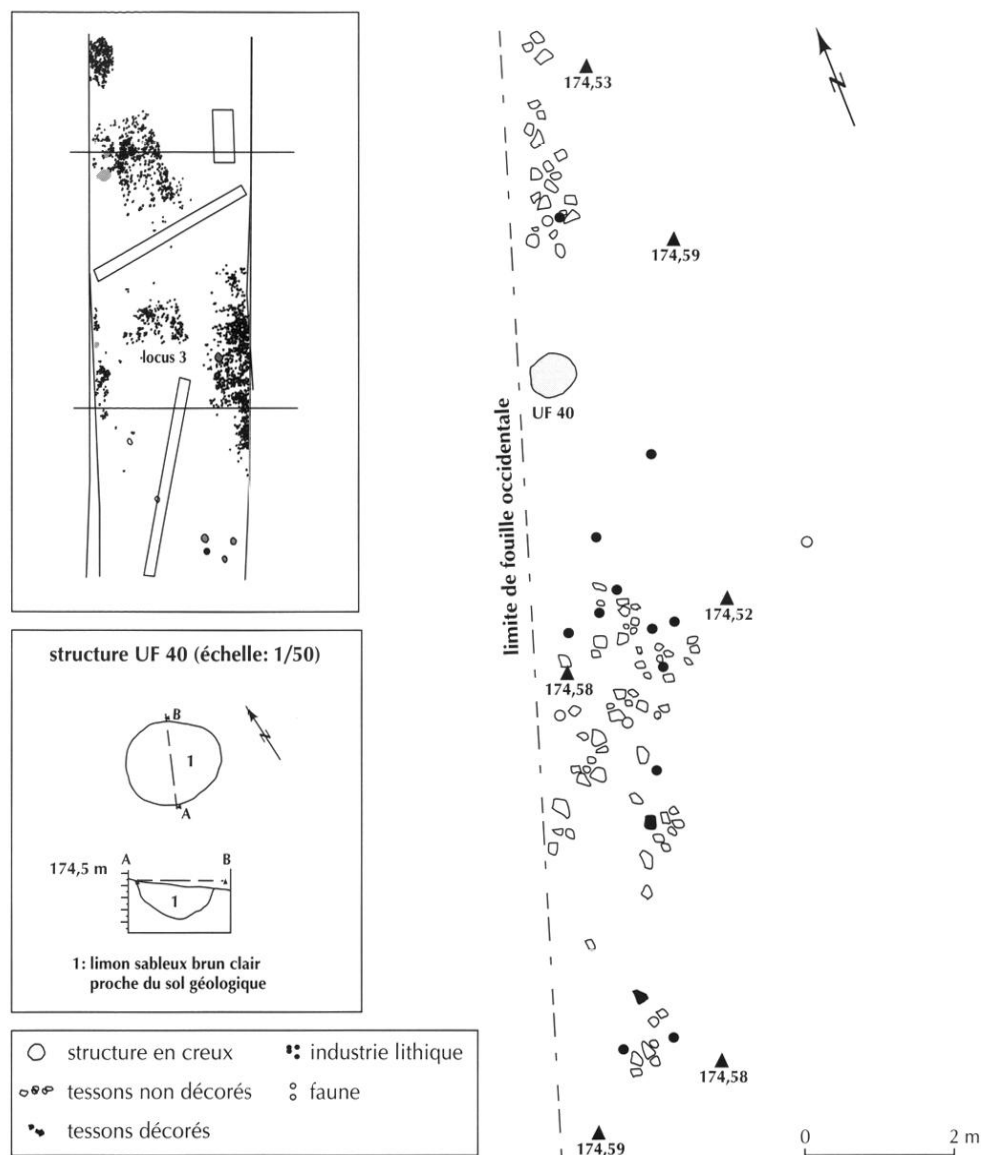 locus 3
structure UF 40 (échelle: 1/50)
B
1
A
N
174,5 m
A
B
1
1: limon sableux brun clair
proche du sol géologique
structure en creux
industrie lithique
tessons non décorés
faune
tessons décorés
limite de fouille occidentale
N
174,53
174,59
UF 40
174,52
174,58
174,58
174,59
0
2 m